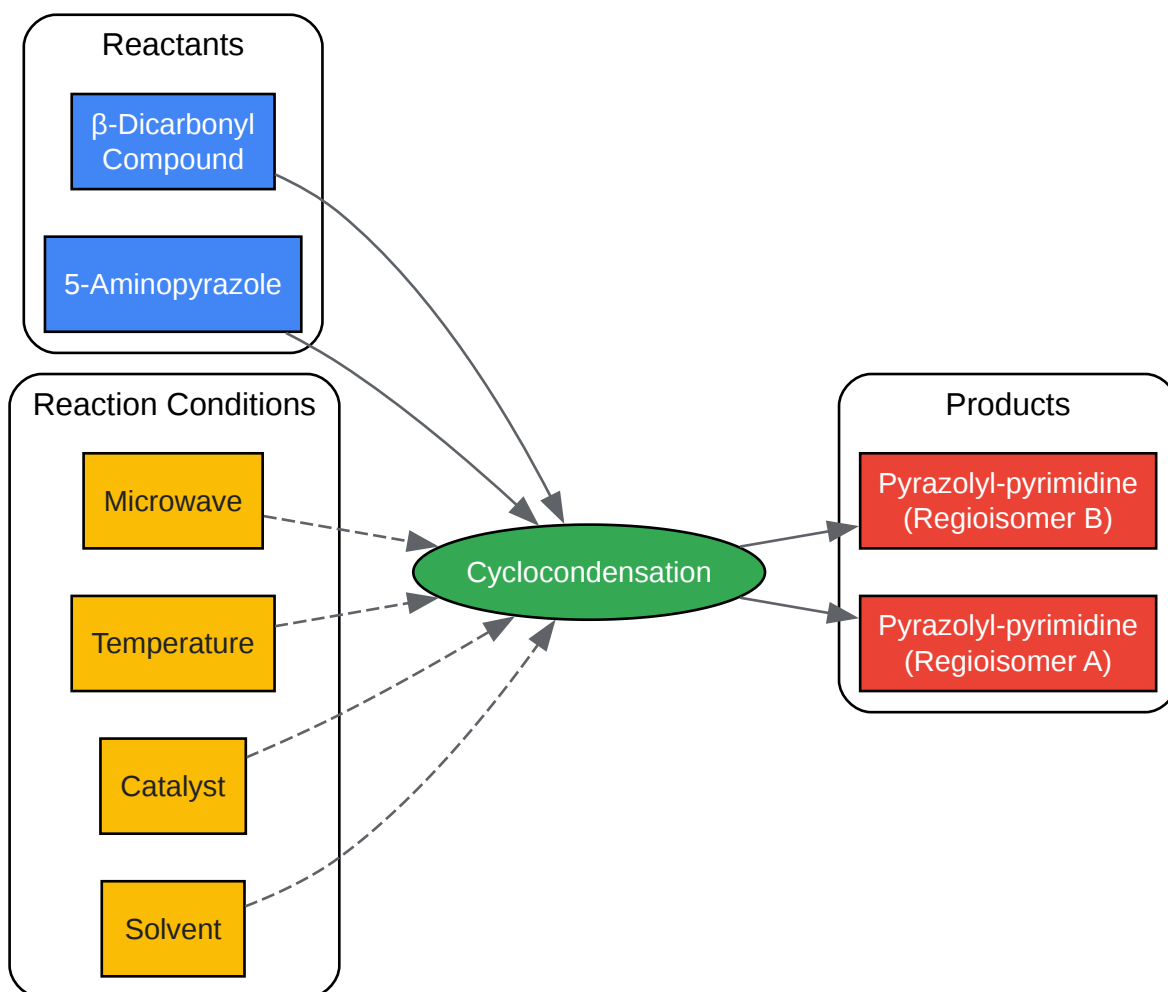 Reactants
β-Dicarbonyl
Compound
5-Aminopyrazole
Reaction Conditions
Microwave
Temperature
Catalyst
Solvent
Cyclocondensation
Products
Pyrazolyl-pyrimidine
(Regioisomer B)
Pyrazolyl-pyrimidine
(Regioisomer A)